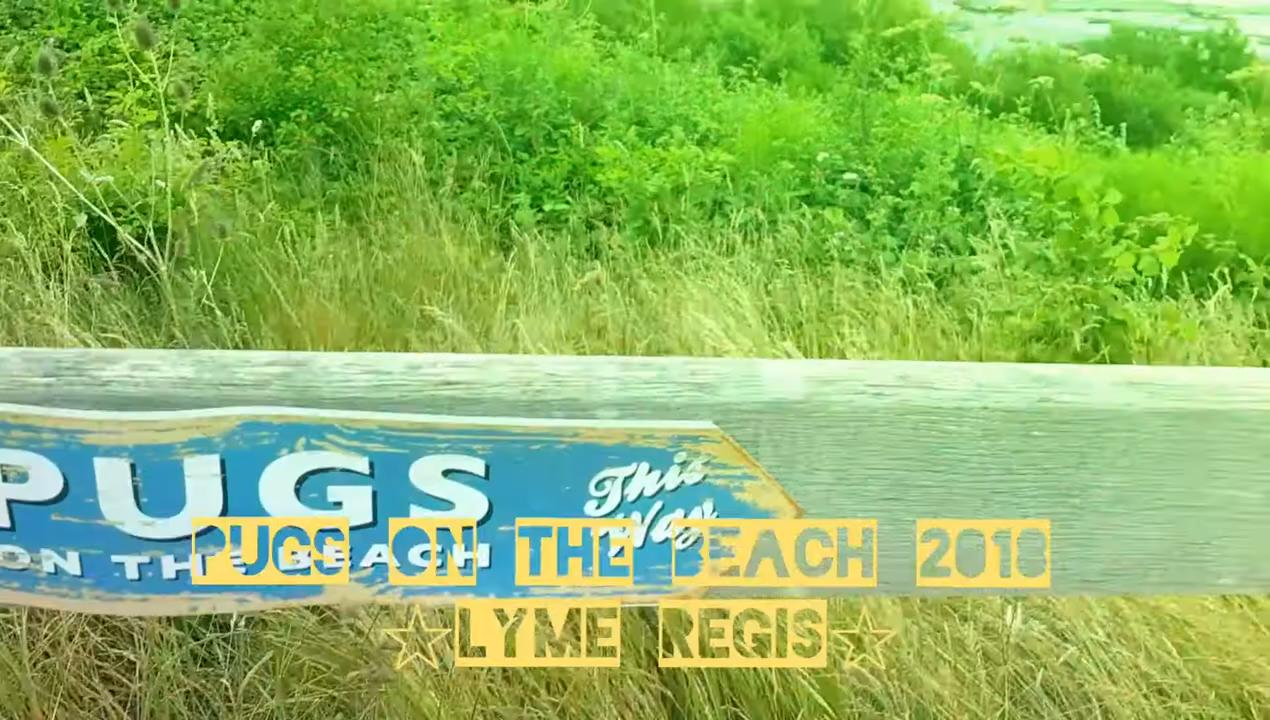 PUGS
ON THE BEACH
This
Way
PUGS ON THE BEACH 2018
☆LYME REGIS☆